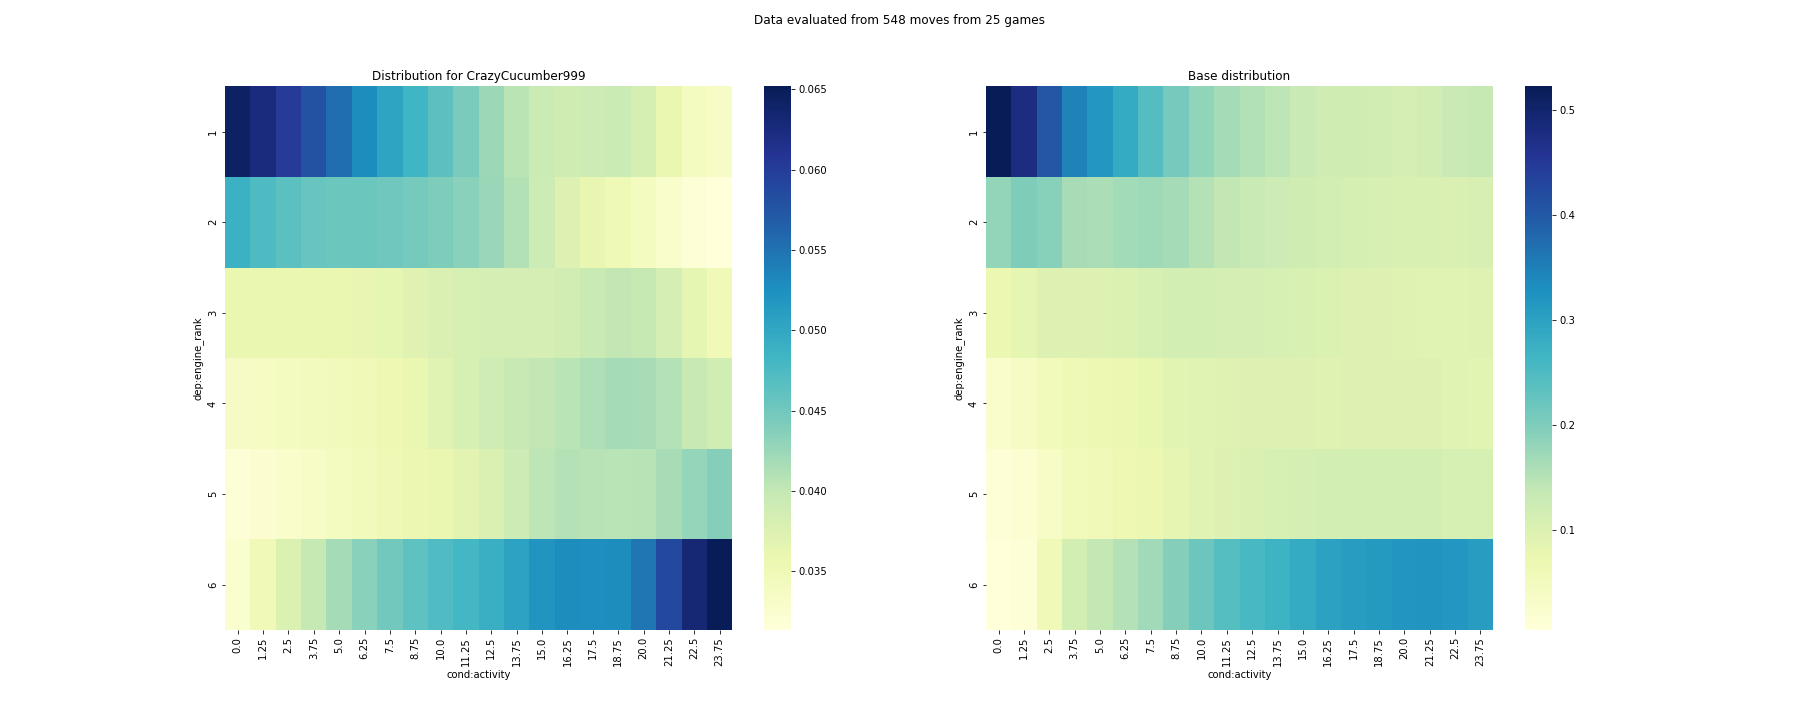 Data evaluated from 548 moves from 25 games
Distribution for CrazyCucumber999
dep:engine_rank
1
2
3
4
5
6
0.0 1.25 2.5 3.75 5.0 6.25 7.5 8.75 10.0 11.25 12.5 13.75 15.0 16.25 17.5 18.75 20.0 21.25 22.5 23.75
cond:activity
0.065
0.060
0.055
0.050
0.045
0.040
0.035
Base distribution
dep:engine_rank
1
2
3
4
5
6
0.0 1.25 2.5 3.75 5.0 6.25 7.5 8.75 10.0 11.25 12.5 13.75 15.0 16.25 17.5 18.75 20.0 21.25 22.5 23.75
cond:activity
0.5
0.4
0.3
0.2
0.1